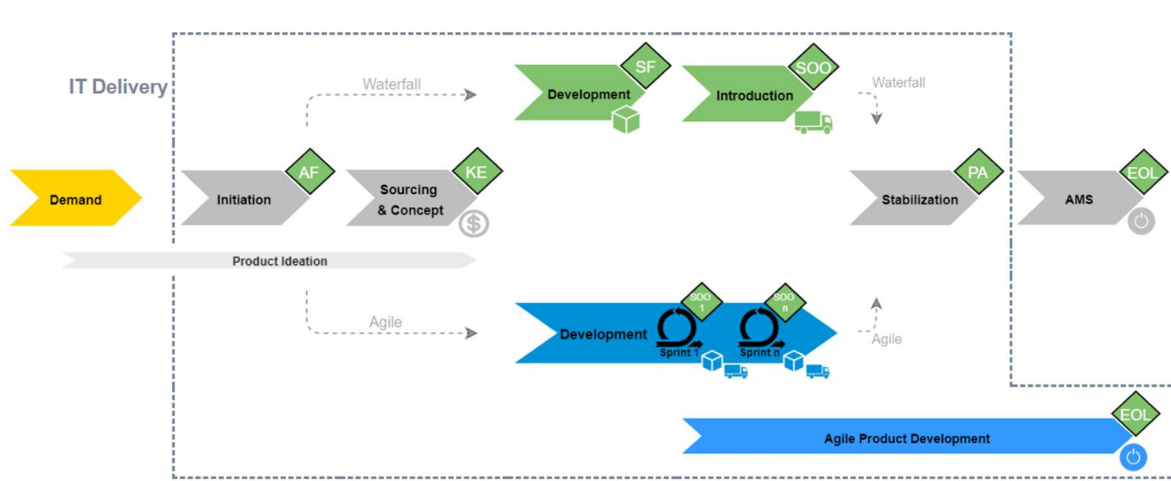 IT Delivery
Waterfall
Development
SF
Introduction
SOO
Waterfall
Demand
Initiation
AF
Sourcing
& Concept
KE
$
Stabilization
PA
AMS
EOL
Product Ideation
Agile
Development
SOO
1
Sprint 1
SOO
n
Sprint n
Agile
Agile Product Development
EOL